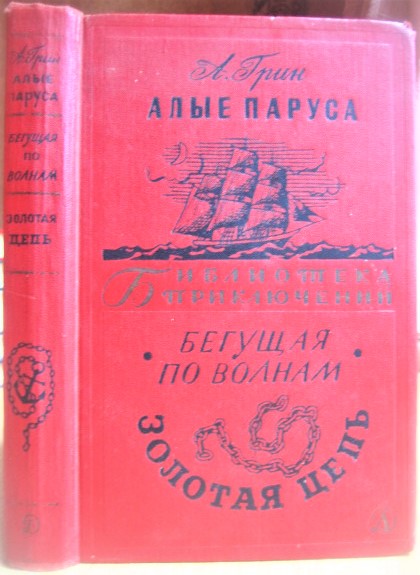 А. Грин
АЛЫЕ
ПАРУСА
БЕГУЩАЯ
ПО
ВОЛНАМ
ЗОЛОТАЯ
ЦЕПЬ
А. Грин
АЛЫЕ ПАРУСА
БИБЛИОТЕКА
ПРИКЛЮЧЕНИЙ
• БЕГУЩАЯ •
ПО ВОЛНАМ
ЗОЛОТАЯ ЦЕПЬ